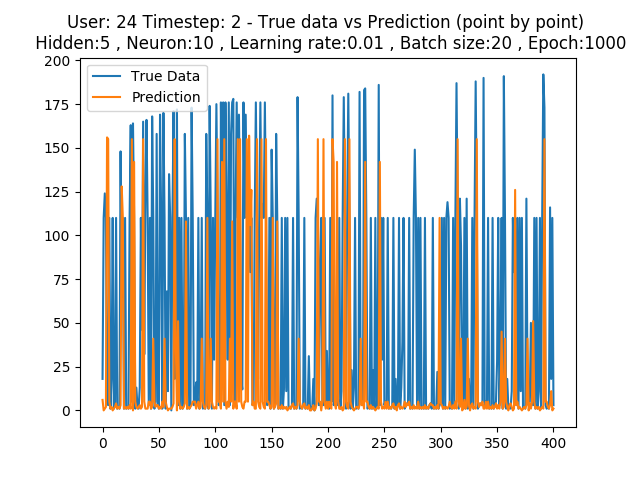 User: 24 Timestep: 2 - True data vs Prediction (point by point)
Hidden:5 , Neuron:10 , Learning rate:0.01 , Batch size:20 , Epoch:1000
True Data
Prediction
200
175
150
125
100
75
50
25
0
0 50 100 150 200 250 300 350 400